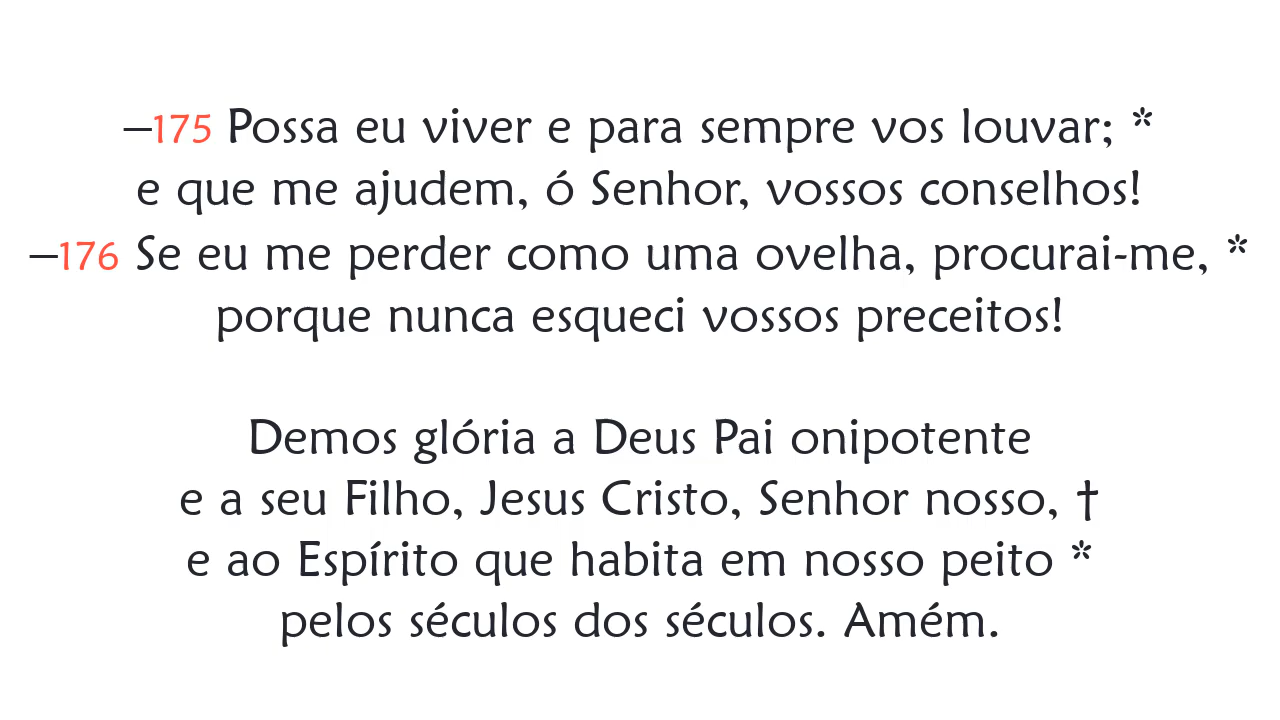 –175 Possa eu viver e para sempre vos louvar; *
e que me ajudem, ó Senhor, vossos conselhos!
–176 Se eu me perder como uma ovelha, procurai-me, *
porque nunca esqueci vossos preceitos!
Demos glória a Deus Pai onipotente
e a seu Filho, Jesus Cristo, Senhor nosso, †
e ao Espírito que habita em nosso peito *
pelos séculos dos séculos. Amém.